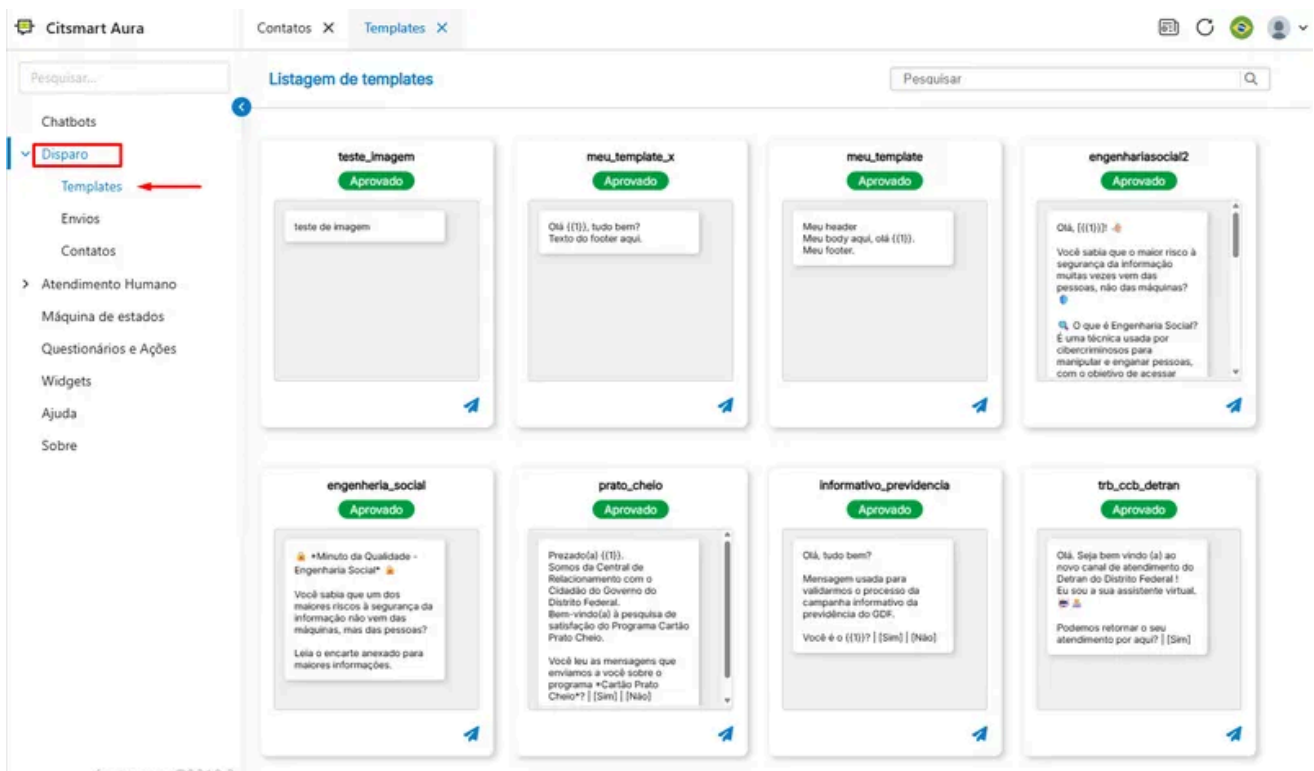 Citsmart Aura
Contatos X
Templates X
Pesquisar...
Chatbots
Disparo
Templates
Envios
Contatos
Atendimento Humano
Máquina de estados
Questionários e Ações
Widgets
Ajuda
Sobre
Listagem de templates
Pesquisar
teste_imagem
Aprovado
teste de imagem
meu_template_x
Aprovado
Olá {{1}}, tudo bem?
Texto do footer aqui.
meu_template
Aprovado
Meu header
Meu body aqui, olá {{1}}.
Meu footer.
engenhariasocial2
Aprovado
Olá, [{{1}}]! 👋
Você sabia que o maior risco à
segurança da informação
muitas vezes vem das
pessoas, não das máquinas?
🔍 O que é Engenharia Social?
É uma técnica usada por
cibercriminosos para
manipular e enganar pessoas,
com o objetivo de acessar
engenheria_social
Aprovado
🔒 *Minuto da Qualidade -
Engenharia Social* 🔒
Você sabia que um dos
maiores riscos à segurança da
informação não vem das
máquinas, mas das pessoas?
Leia o encarte anexado para
maiores informações.
prato_cheio
Aprovado
Prezado(a) {{1}}.
Somos da Central de
Relacionamento com o
Cidadão do Governo do
Distrito Federal.
Bem-vindo(a) à pesquisa de
satisfação do Programa Cartão
Prato Cheio.
Você leu as mensagens que
enviamos a você sobre o
programa *Cartão Prato
Cheio*? | [Sim] | [Não]
informativo_previdencia
Aprovado
Olá, tudo bem?
Mensagem usada para
validarmos o processo da
campanha informativo da
previdência do GDF.
Você é o {{1}}? | [Sim] | [Não]
trb_ccb_detran
Aprovado
Olá. Seja bem vindo (a) ao
novo canal de atendimento do
Detran do Distrito Federal !
Eu sou a sua assistente virtual.
Podemos retornar o seu
atendimento por aqui? | [Sim]